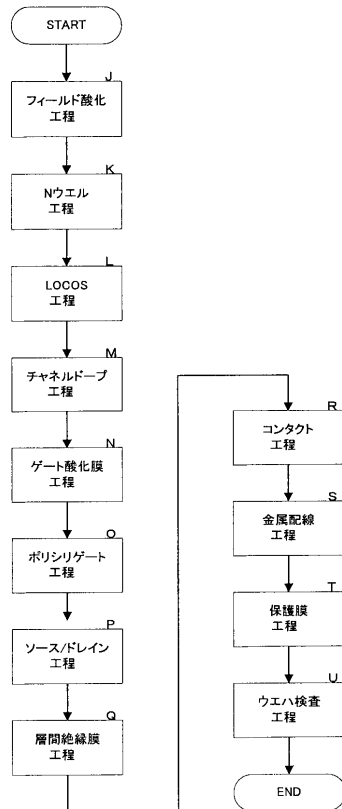 START
J
フィールド酸化
工程
K
Nウエル
工程
L
LOCOS
工程
M
チャネルドープ
工程
N
ゲート酸化膜
工程
O
ポリシリゲート
工程
P
ソース/ドレイン
工程
Q
層間絶縁膜
工程
R
コンタクト
工程
S
金属配線
工程
T
保護膜
工程
U
ウエハ検査
工程
END